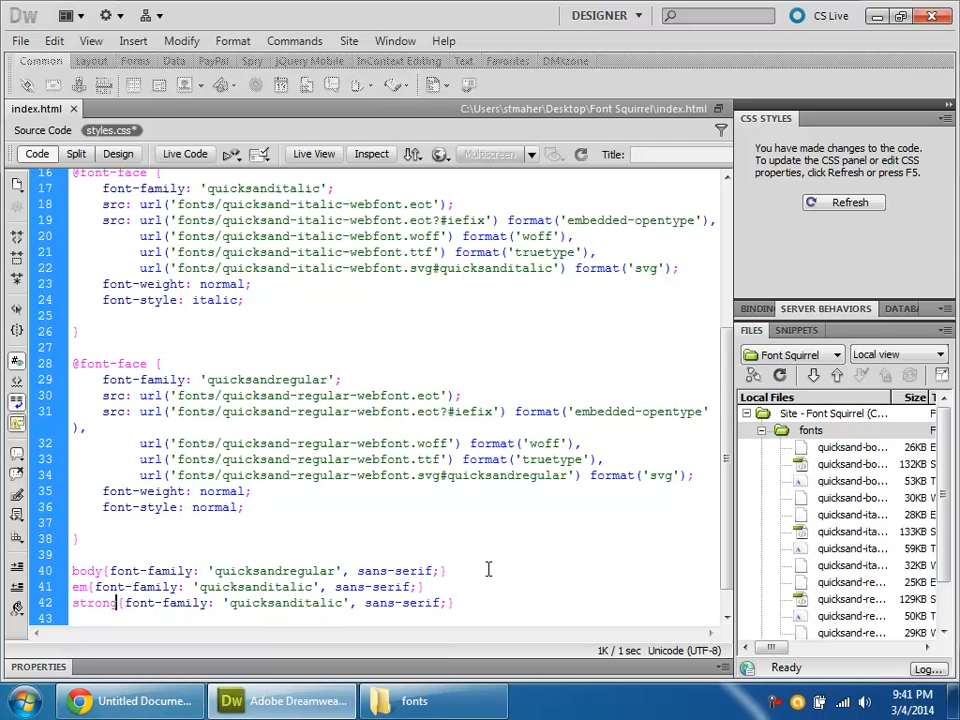 Dw
DESIGNER
CS Live
File Edit View Insert Modify Format Commands Site Window Help
Common Layout Forms Data PayPal Spry jQuery Mobile InContext Editing Text Favorites DMXzone
index.html
C:\Users\stmaher\Desktop\Font Squirrel\index.html
Source Code styles.css*
Code Split Design Live Code Live View Inspect Multiscreen Title:
16 @font-face {
17 font-family: 'quicksanditalic';
18 src: url('fonts/quicksand-italic-webfont.eot');
19 src: url('fonts/quicksand-italic-webfont.eot?#iefix') format('embedded-opentype'),
20 url('fonts/quicksand-italic-webfont.woff') format('woff'),
21 url('fonts/quicksand-italic-webfont.ttf') format('truetype'),
22 url('fonts/quicksand-italic-webfont.svg#quicksanditalic') format('svg');
23 font-weight: normal;
24 font-style: italic;
25
26 }
27
28 @font-face {
29 font-family: 'quicksandregular';
30 src: url('fonts/quicksand-regular-webfont.eot');
31 src: url('fonts/quicksand-regular-webfont.eot?#iefix') format('embedded-opentype'
),
32 url('fonts/quicksand-regular-webfont.woff') format('woff'),
33 url('fonts/quicksand-regular-webfont.ttf') format('truetype'),
34 url('fonts/quicksand-regular-webfont.svg#quicksandregular') format('svg');
35 font-weight: normal;
36 font-style: normal;
37
38 }
39
40 body{font-family: 'quicksandregular', sans-serif;}
41 em{font-family: 'quicksanditalic', sans-serif;}
42 strong{font-family: 'quicksanditalic', sans-serif;}
43
1K / 1 sec Unicode (UTF-8)
PROPERTIES
CSS STYLES
You have made changes to the code.
To update the CSS panel or edit CSS
properties, click Refresh or press F5.
Refresh
BINDIN SERVER BEHAVIORS DATAB
FILES SNIPPETS
Font Squirrel Local view
Local Files Size T
Site - Font Squirrel (C... F
fonts F
quicksand-bo... 26KB E
quicksand-bo... 132KB S
quicksand-bo... 53KB T
quicksand-bo... 30KB W
quicksand-ita... 27KB E
quicksand-ita... 133KB S
quicksand-ita... 59KB T
quicksand-ita... 32KB W
quicksand-re... 29KB E
quicksand-re... 129KB S
quicksand-re... 50KB T
quicksand-re... 29KB W
Ready Log...
Untitled Docume...
Dw Adobe Dreamwea...
fonts
9:41 PM
3/4/2014